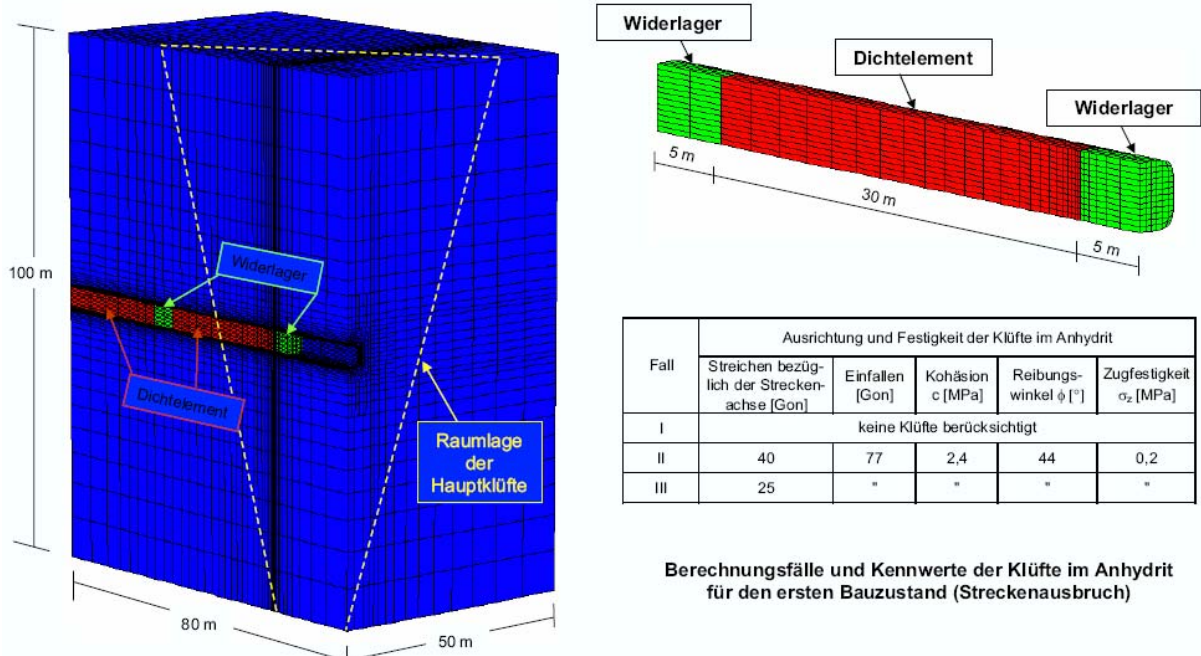 100 m
Widerlager
Dichtelement
Raumlage
der
Hauptklüfte
80 m
50 m
Widerlager
Dichtelement
Widerlager
5 m
30 m
5 m
Fall
Ausrichtung und Festigkeit der Klüfte im Anhydrit
Streichen bezüg-
lich der Strecken-
achse [Gon]
Einfallen
[Gon]
Kohäsion
c [MPa]
Reibungs-
winkel ϕ [°]
Zugfestigkeit
σz [MPa]
I keine Klüfte berücksichtigt
II 40 77 2,4 44 0,2
III 25 " " " "
Berechnungsfälle und Kennwerte der Klüfte im Anhydrit
für den ersten Bauzustand (Streckenausbruch)